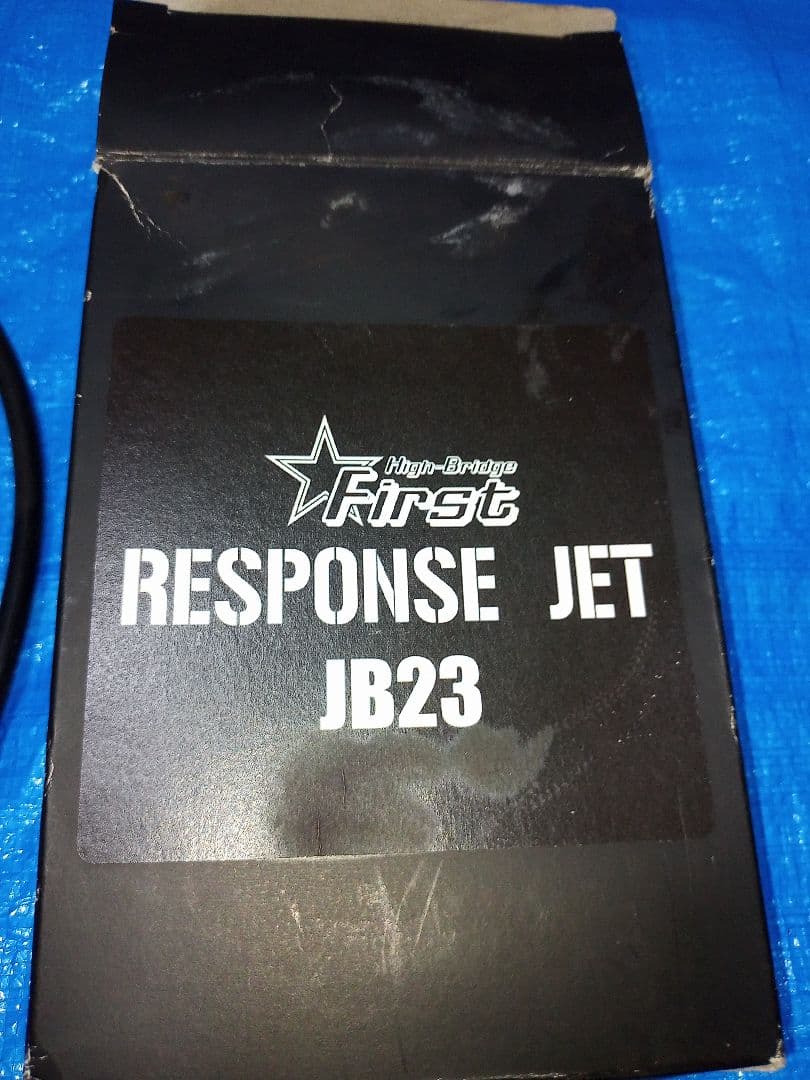 High-Bridge
First
RESPONSE JET
JB23